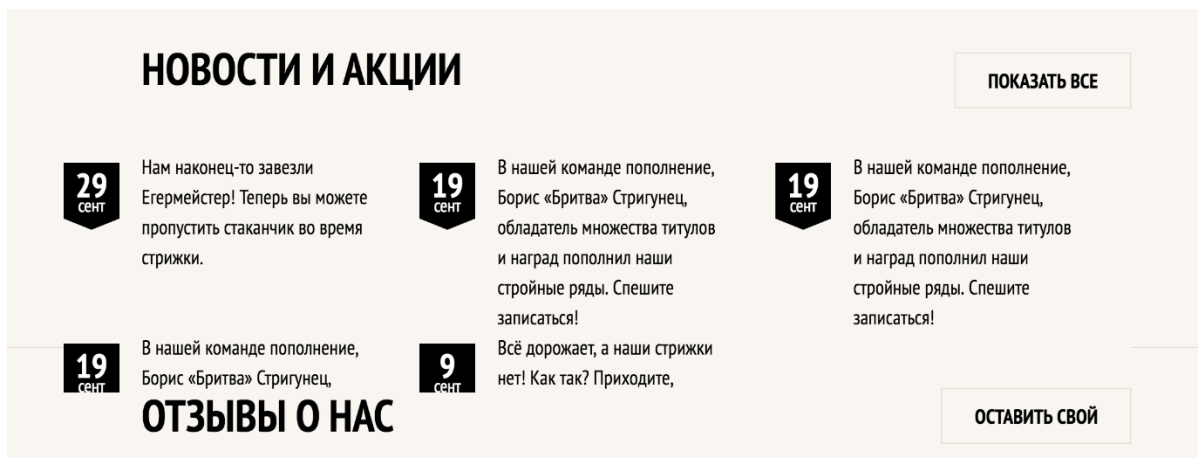 НОВОСТИ И АКЦИИ
ПОКАЗАТЬ ВСЕ
29
сент
Нам наконец-то завезли
Егермейстер! Теперь вы можете
пропустить стаканчик во время
стрижки.
19
сент
В нашей команде пополнение,
Борис «Бритва» Стригунец,
обладатель множества титулов
и наград пополнил наши
стройные ряды. Спешите
записаться!
19
сент
В нашей команде пополнение,
Борис «Бритва» Стригунец,
обладатель множества титулов
и наград пополнил наши
стройные ряды. Спешите
записаться!
19
сент
В нашей команде пополнение,
Борис «Бритва» Стригунец,
9
сент
Всё дорожает, а наши стрижки
нет! Как так? Приходите,
ОТЗЫВЫ О НАС
ОСТАВИТЬ СВОЙ